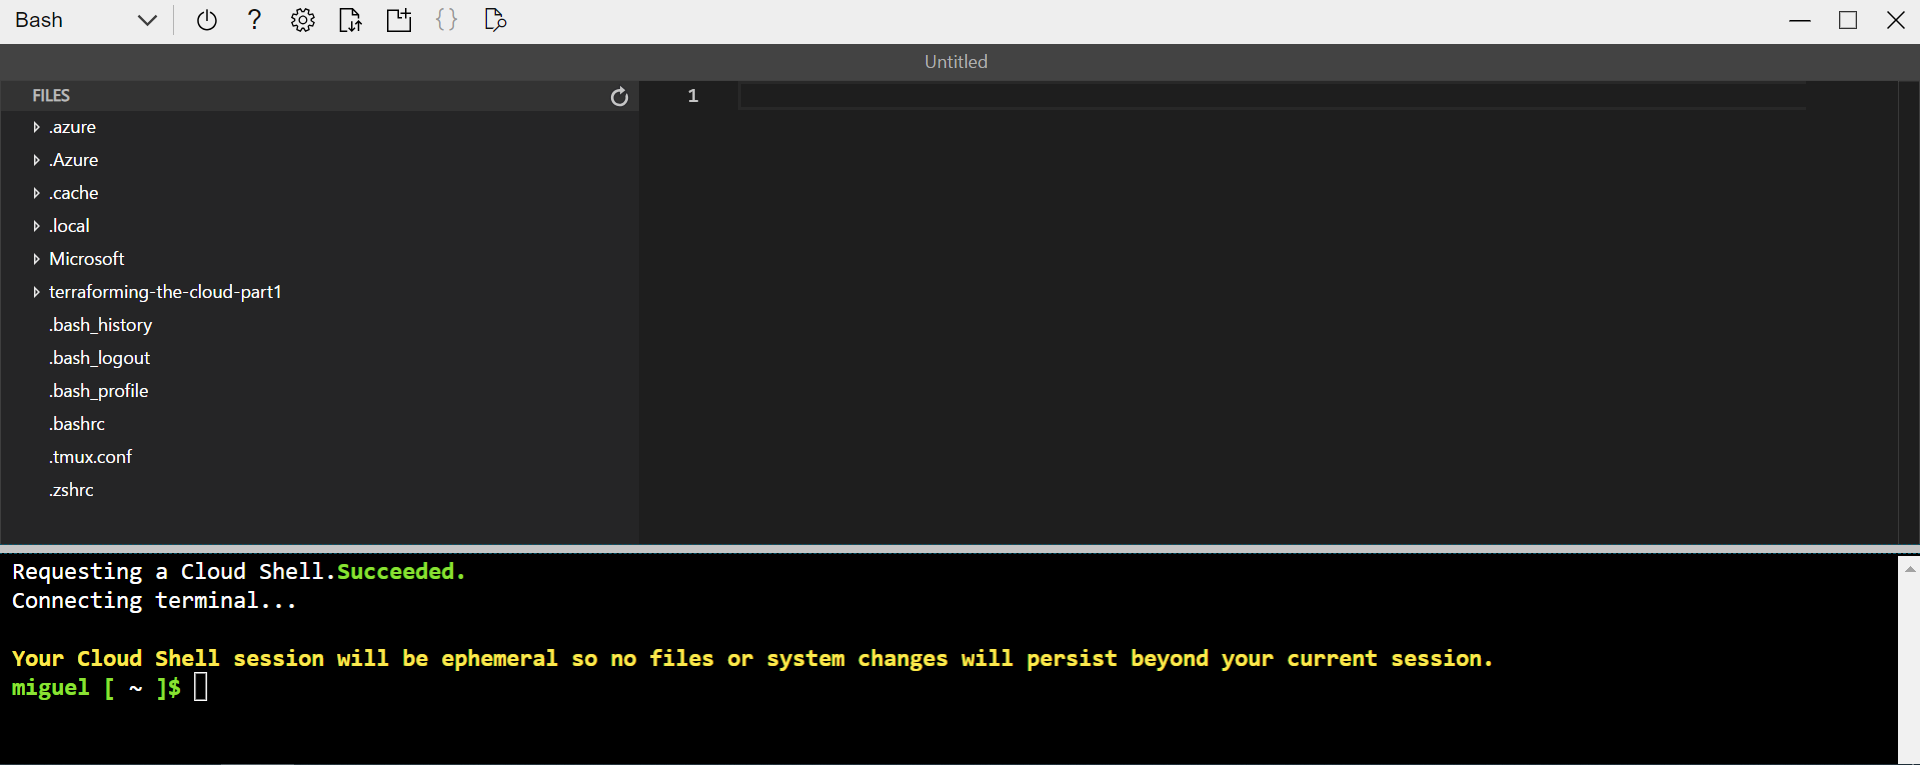 Bash
?
{}
Untitled
FILES
1
.azure
.Azure
.cache
.local
Microsoft
terraforming-the-cloud-part1
.bash_history
.bash_logout
.bash_profile
.bashrc
.tmux.conf
.zshrc
Requesting a Cloud Shell.Succeeded.
Connecting terminal...
Your Cloud Shell session will be ephemeral so no files or system changes will persist beyond your current session.
miguel [ ~ ]$